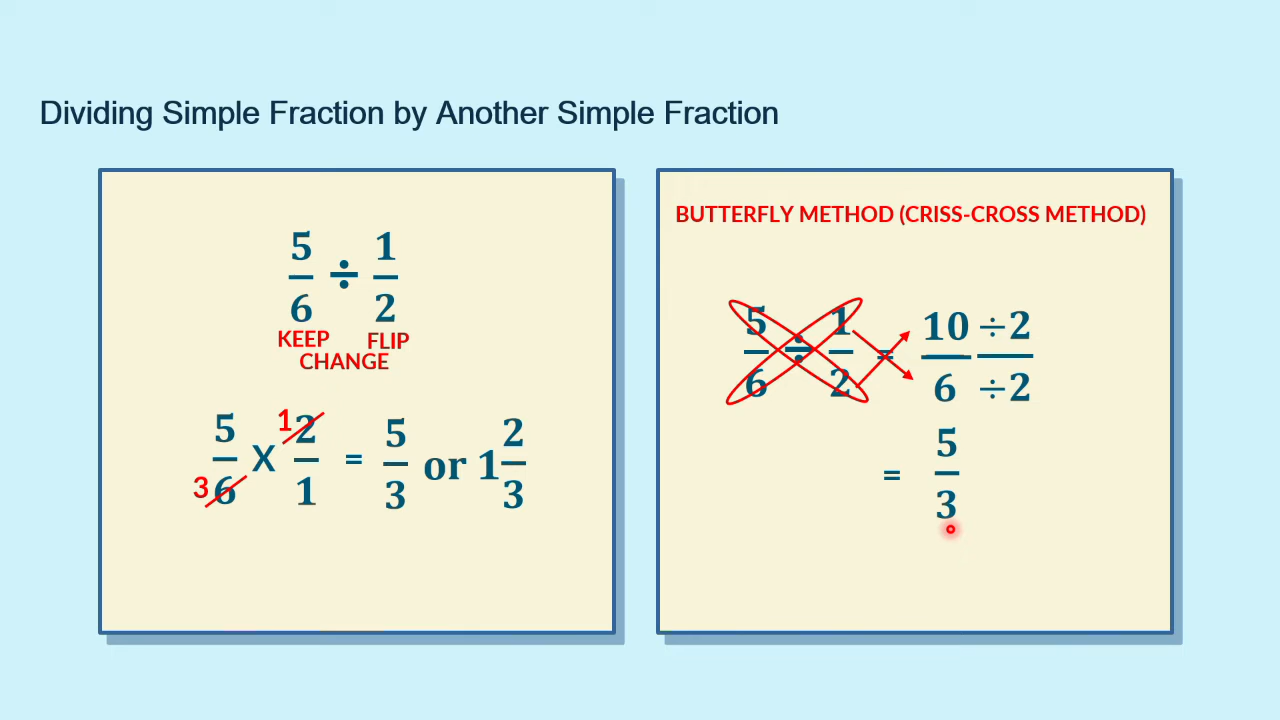 Dividing Simple Fraction by Another Simple Fraction
5/6 ÷ 1/2
KEEP FLIP
CHANGE
1
5/6 X 2/1 = 5/3 or 1 2/3
3
BUTTERFLY METHOD (CRISS-CROSS METHOD)
5/6 ÷ 1/2 = 10/6 ÷2/÷2
= 5/3